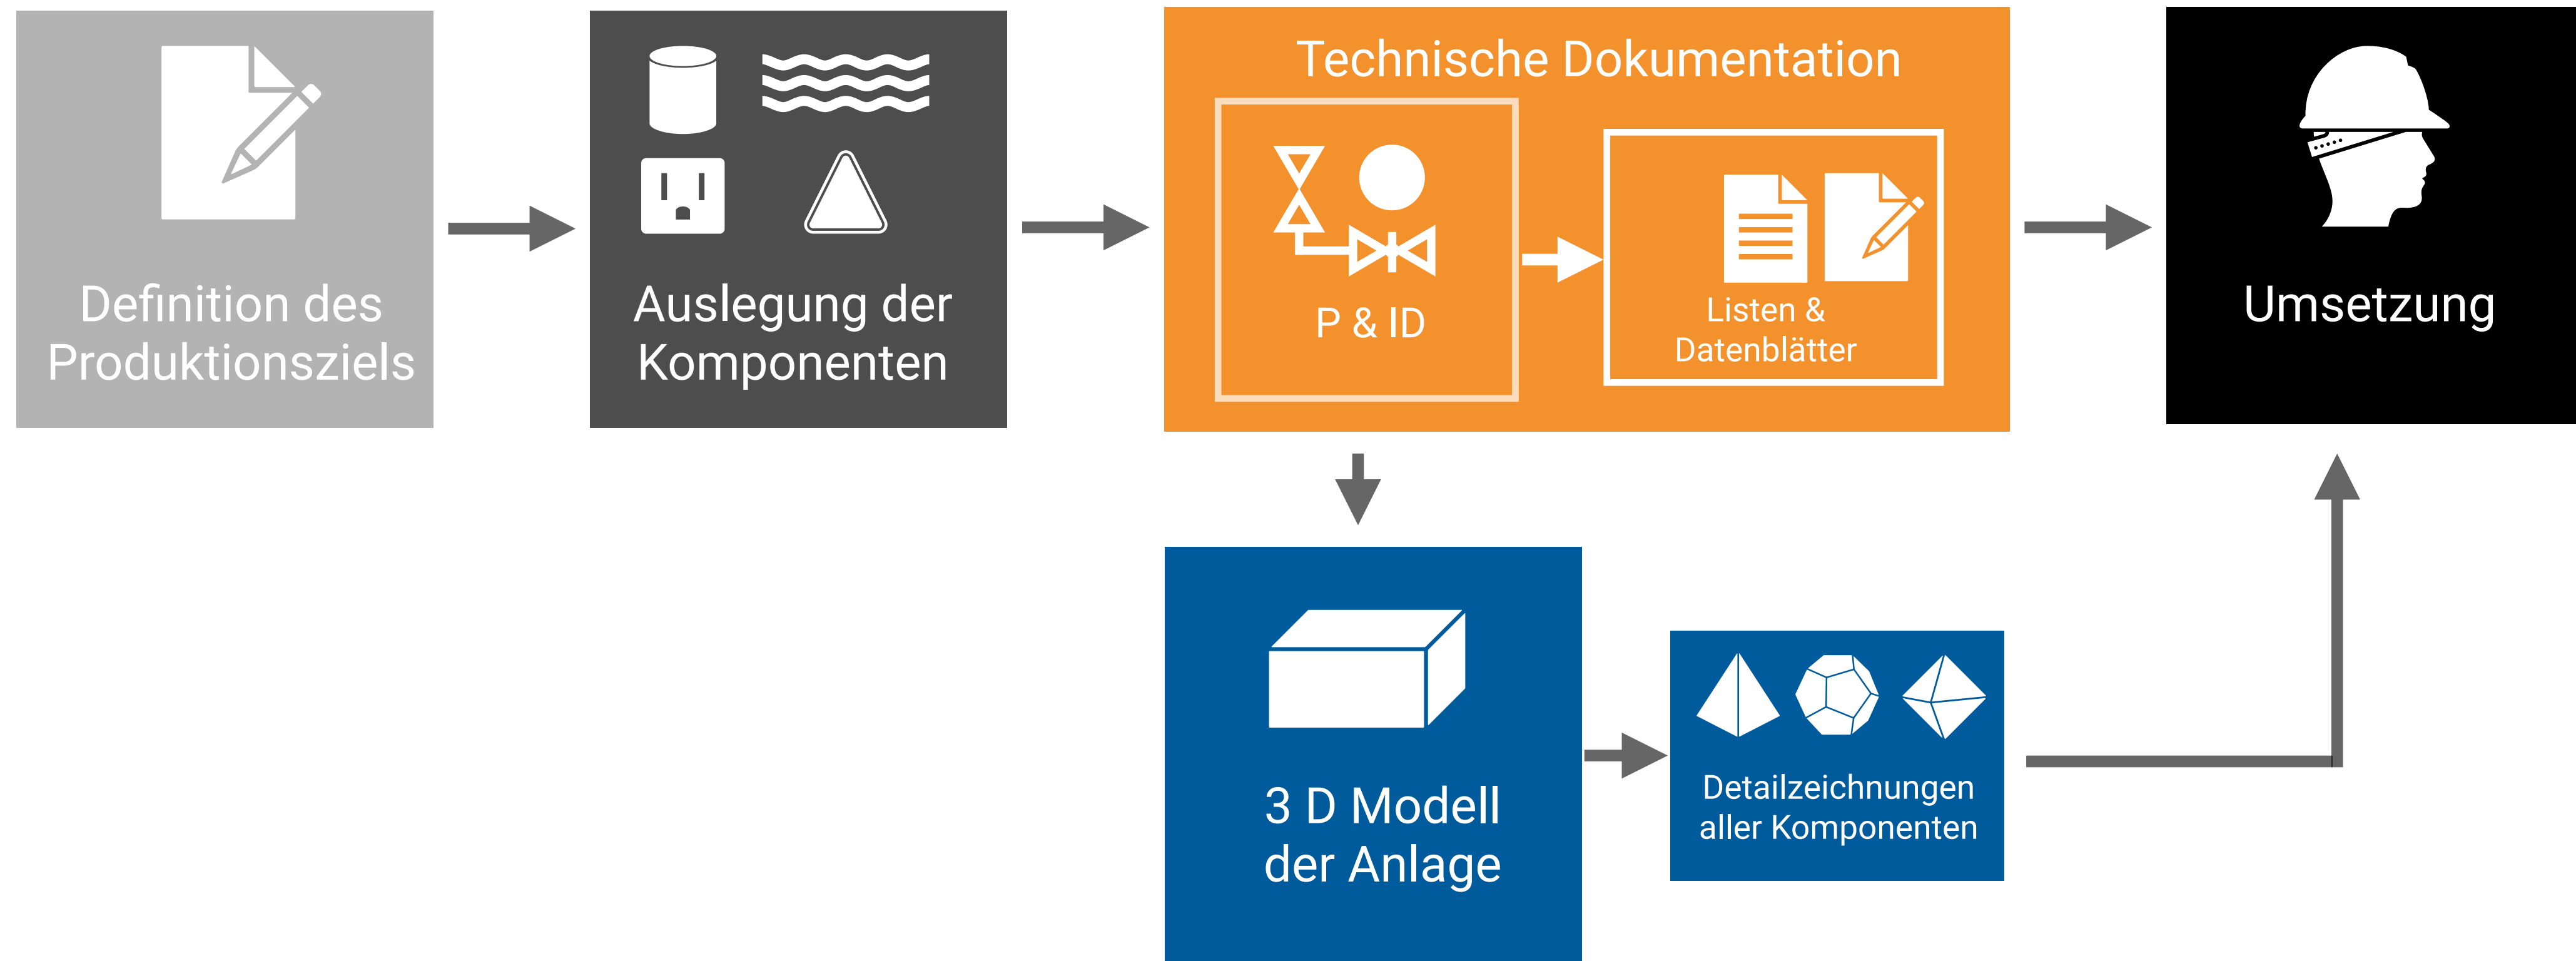 Definition des
Produktionsziels
Auslegung der
Komponenten
Technische Dokumentation
P & ID
Listen &
Datenblätter
Umsetzung
3 D Modell
der Anlage
Detailzeichnungen
aller Komponenten